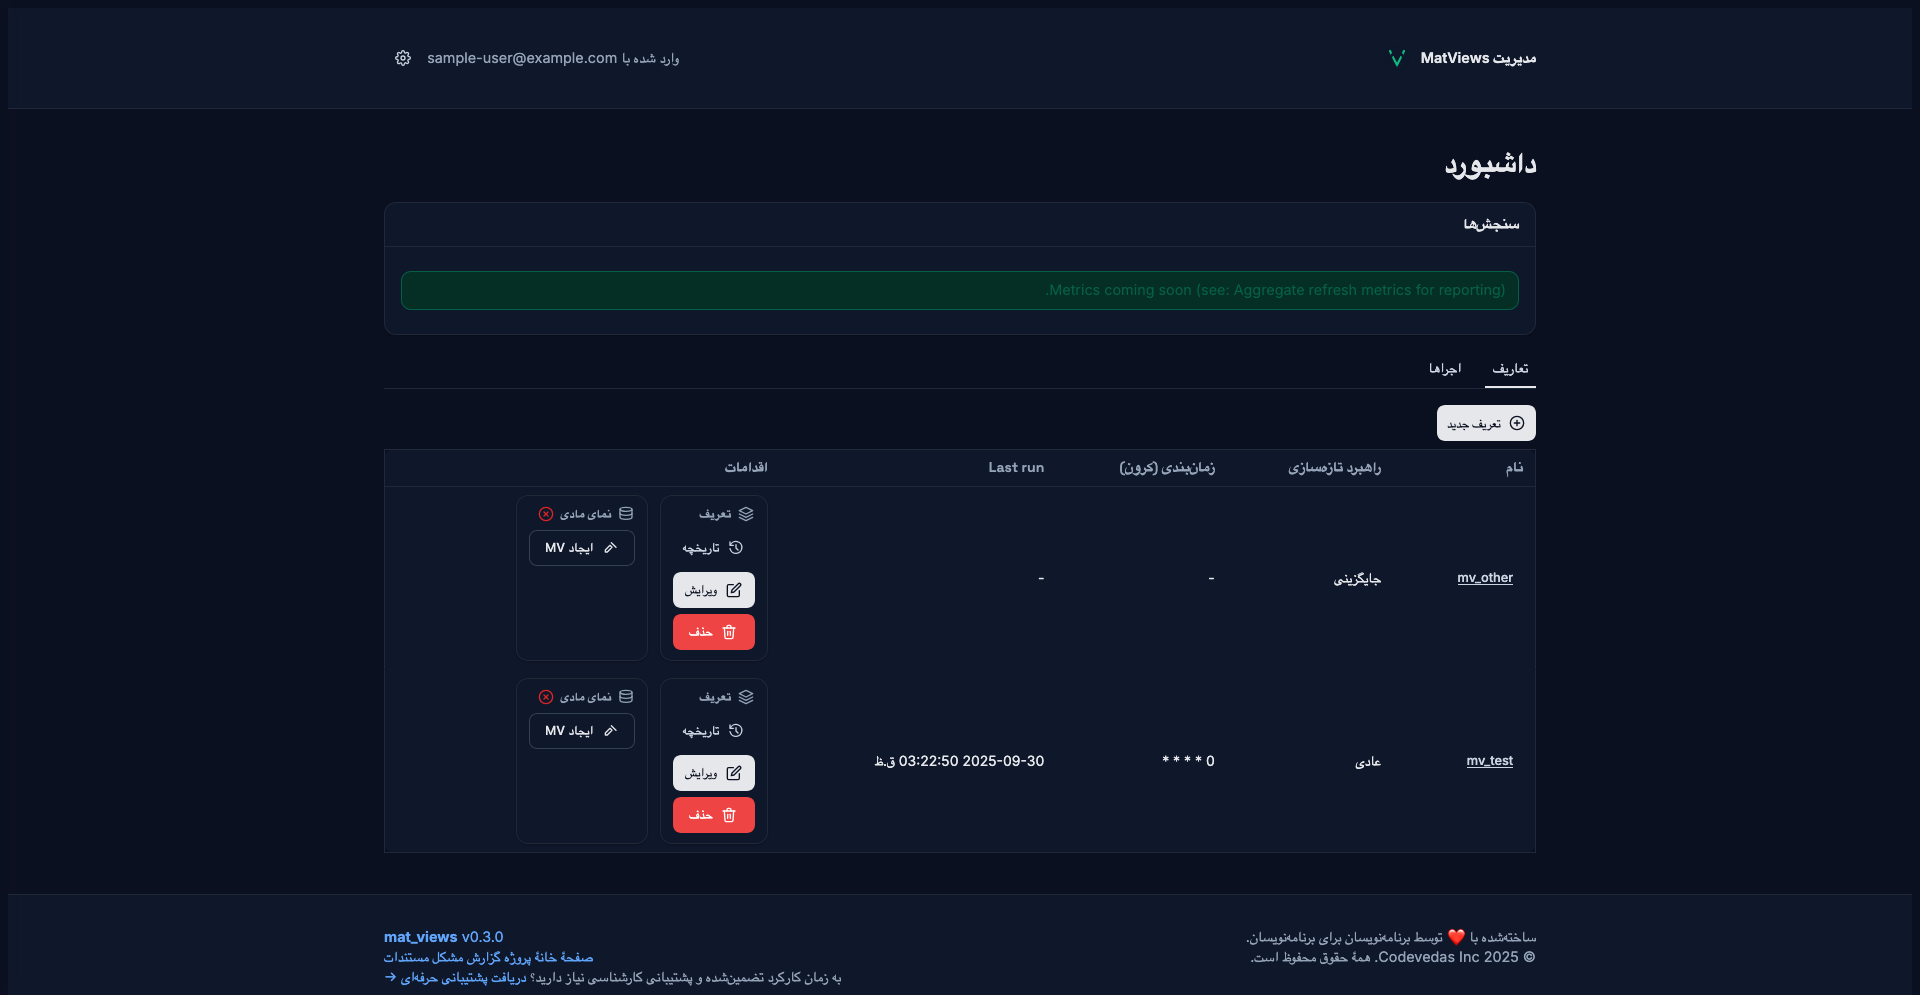 مدیریت MatViews
وارد شده با sample-user@example.com
داشبورد
سنجش‌ها
Metrics coming soon (see: Aggregate refresh metrics for reporting).
تعاریف
اجراها
تعریف جدید
نام
راهبرد تازه‌سازی
زمان‌بندی (کرون)
Last run
اقدامات
mv_other
جایگزینی
-
-
تعریف
تاریخچه
ویرایش
حذف
نمای مادی
ایجاد MV
mv_test
عادی
0 * * * *
2025-09-30 03:22:50 ق.ظ
تعریف
تاریخچه
ویرایش
حذف
نمای مادی
ایجاد MV
ساخته‌شده با ❤️ توسط برنامه‌نویسان برای برنامه‌نویسان.
© 2025 Codevedas Inc. همهٔ حقوق محفوظ است.
mat_views v0.3.0
صفحهٔ خانهٔ پروژه گزارش مشکل مستندات
به زمان کارکرد تضمین‌شده و پشتیبانی کارشناسی نیاز دارید؟ دریافت پشتیبانی حرفه‌ای →